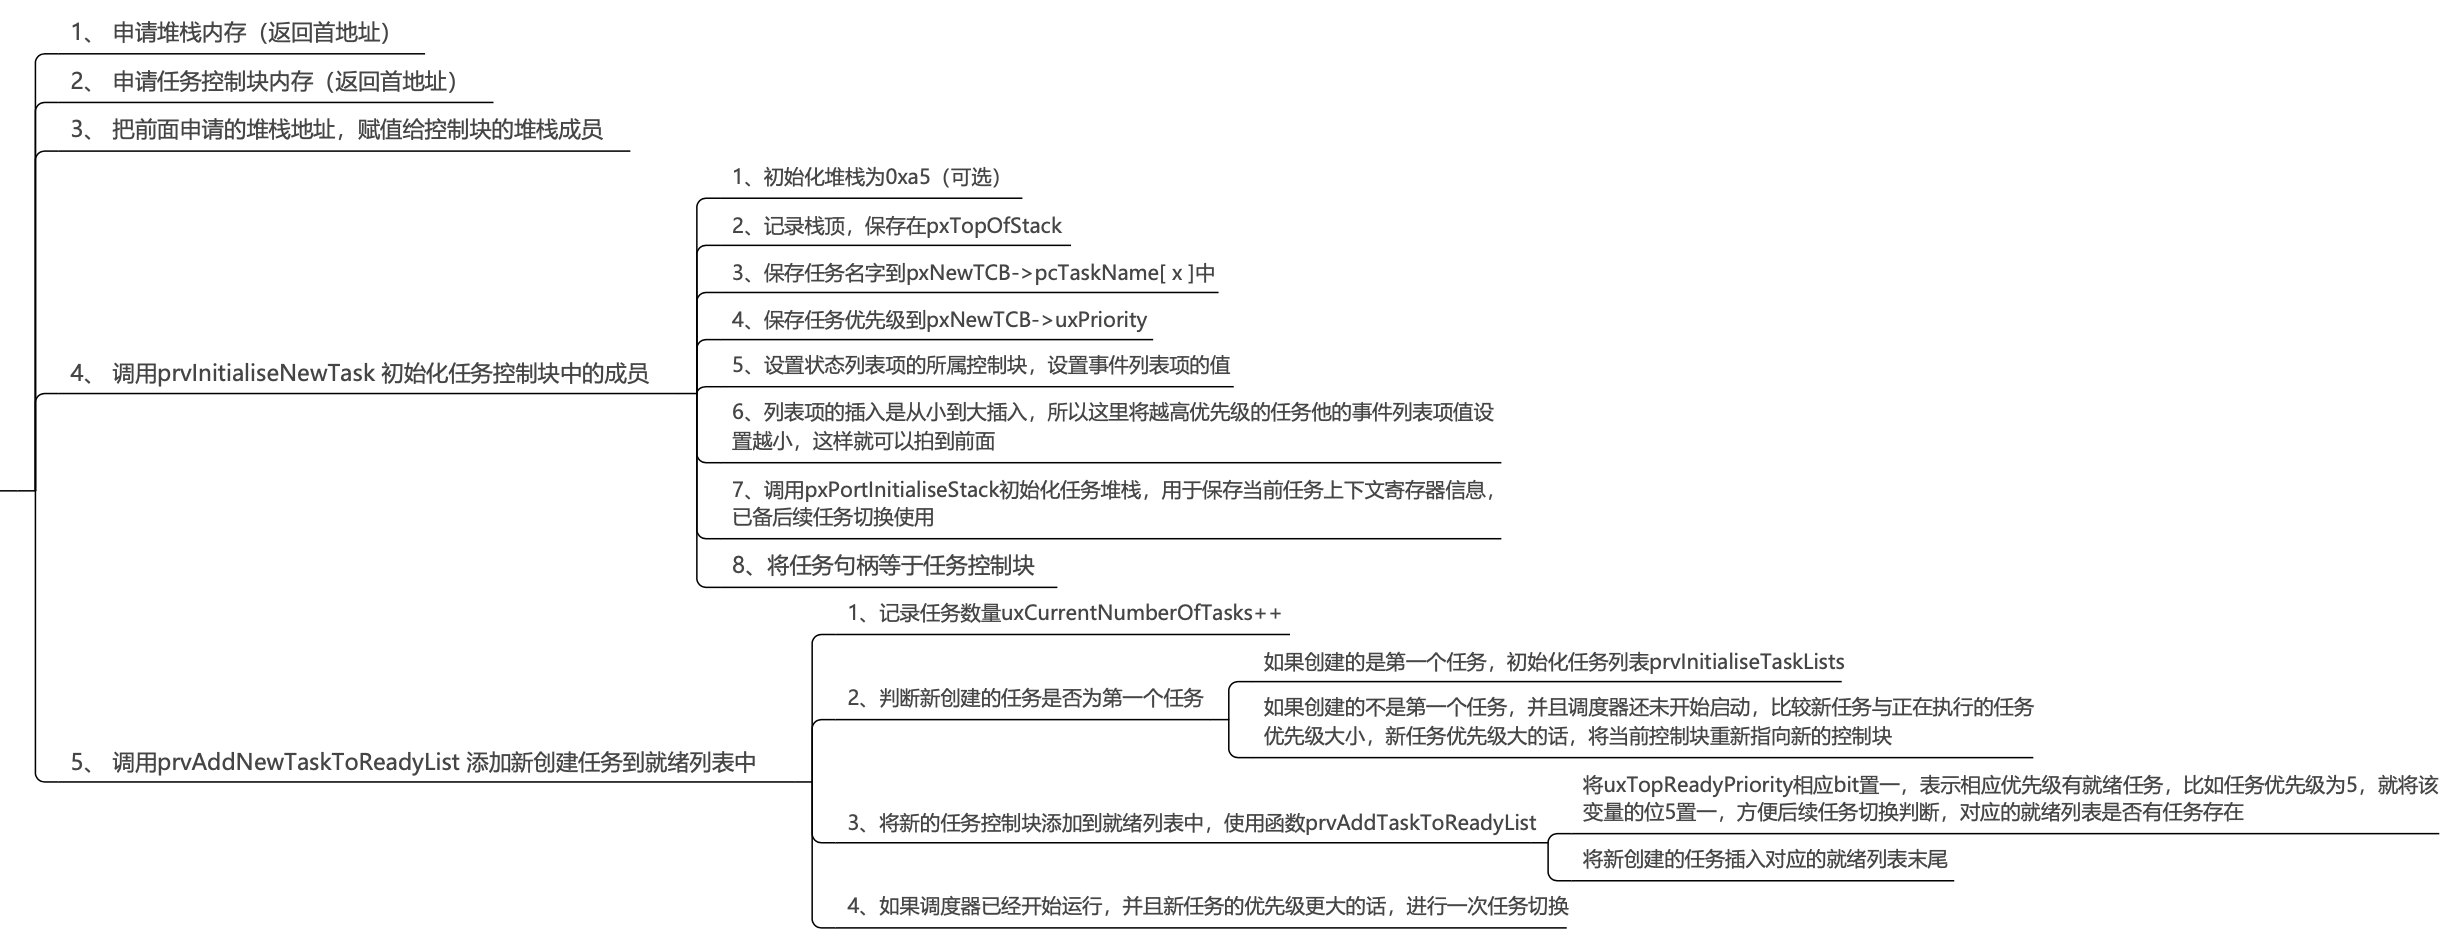 1、 申请堆栈内存（返回首地址）
2、 申请任务控制块内存（返回首地址）
3、 把前面申请的堆栈地址，赋值给控制块的堆栈成员
4、 调用prvInitialiseNewTask 初始化任务控制块中的成员
1、初始化堆栈为0xa5（可选）
2、记录栈顶，保存在pxTopOfStack
3、保存任务名字到pxNewTCB->pcTaskName[ x ]中
4、保存任务优先级到pxNewTCB->uxPriority
5、设置状态列表项的所属控制块，设置事件列表项的值
6、列表项的插入是从小到大插入，所以这里将越高优先级的任务他的事件列表项值设
置越小，这样就可以拍到前面
7、调用pxPortInitialiseStack初始化任务堆栈，用于保存当前任务上下文寄存器信息，
已备后续任务切换使用
8、将任务句柄等于任务控制块
5、 调用prvAddNewTaskToReadyList 添加新创建任务到就绪列表中
1、记录任务数量uxCurrentNumberOfTasks++
2、判断新创建的任务是否为第一个任务
如果创建的是第一个任务，初始化任务列表prvInitialiseTaskLists
如果创建的不是第一个任务，并且调度器还未开始启动，比较新任务与正在执行的任务
优先级大小，新任务优先级大的话，将当前控制块重新指向新的控制块
3、将新的任务控制块添加到就绪列表中，使用函数prvAddTaskToReadyList
将uxTopReadyPriority相应bit置一，表示相应优先级有就绪任务，比如任务优先级为5，就将该
变量的位5置一，方便后续任务切换判断，对应的就绪列表是否有任务存在
将新创建的任务插入对应的就绪列表末尾
4、如果调度器已经开始运行，并且新任务的优先级更大的话，进行一次任务切换